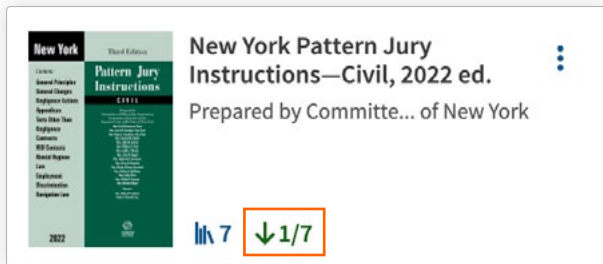 New York
Third Edition
Pattern Jury
Instructions
CIVIL
General Principles
General Charges
Negligence Actions
Appendices
Torts Other Than
Negligence
Contracts
Will Contests
Mental Hygiene
Law
Employment
Discrimination
Navigation Law
2022
New York Pattern Jury
Instructions—Civil, 2022 ed.
Prepared by Committe... of New York
7
1/7